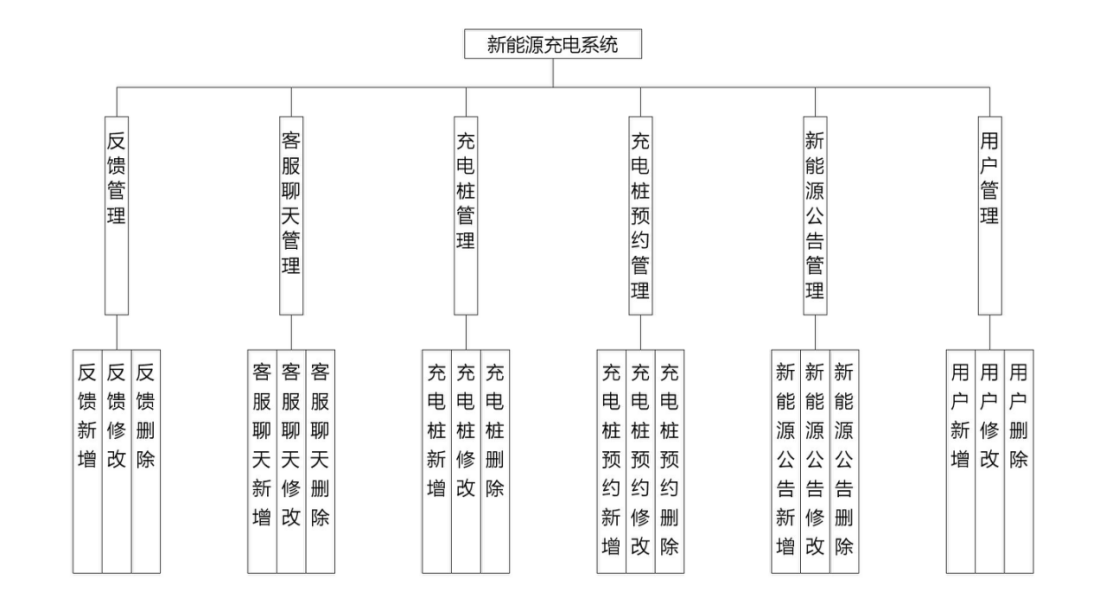 新能源充电系统
反馈管理
客服聊天管理
充电桩管理
充电桩预约管理
新能源公告管理
用户管理
反馈新增
反馈修改
反馈删除
客服聊天新增
客服聊天修改
客服聊天删除
充电桩新增
充电桩修改
充电桩删除
充电桩预约新增
充电桩预约修改
充电桩预约删除
新能源公告新增
新能源公告修改
新能源公告删除
用户新增
用户修改
用户删除